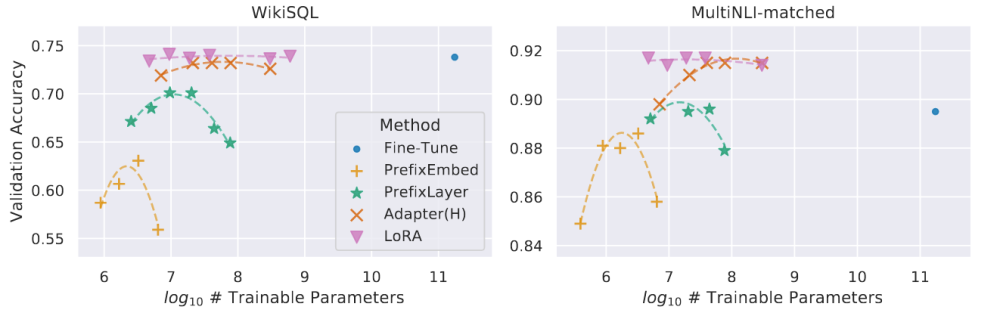 WikiSQL
Validation Accuracy
0.75
0.70
0.65
0.60
0.55
6 7 8 9 10 11
log10 # Trainable Parameters
Method
Fine-Tune
PrefixEmbed
PrefixLayer
Adapter(H)
LoRA
MultiNLI-matched
0.92
0.90
0.88
0.86
0.84
6 7 8 9 10 11
log10 # Trainable Parameters